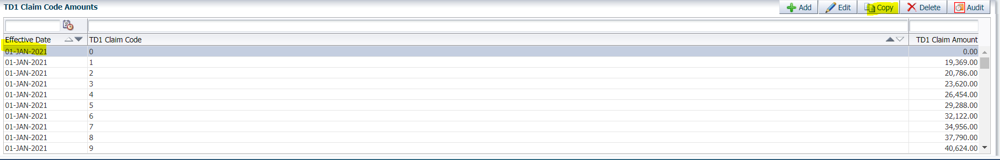 TD1 Claim Code Amounts Add Edit Copy Delete Audit
Effective Date TD1 Claim Code TD1 Claim Amount
01-JAN-2021 0 0.00
01-JAN-2021 1 19,369.00
01-JAN-2021 2 20,786.00
01-JAN-2021 3 23,620.00
01-JAN-2021 4 26,454.00
01-JAN-2021 5 29,288.00
01-JAN-2021 6 32,122.00
01-JAN-2021 7 34,956.00
01-JAN-2021 8 37,790.00
01-JAN-2021 9 40,624.00